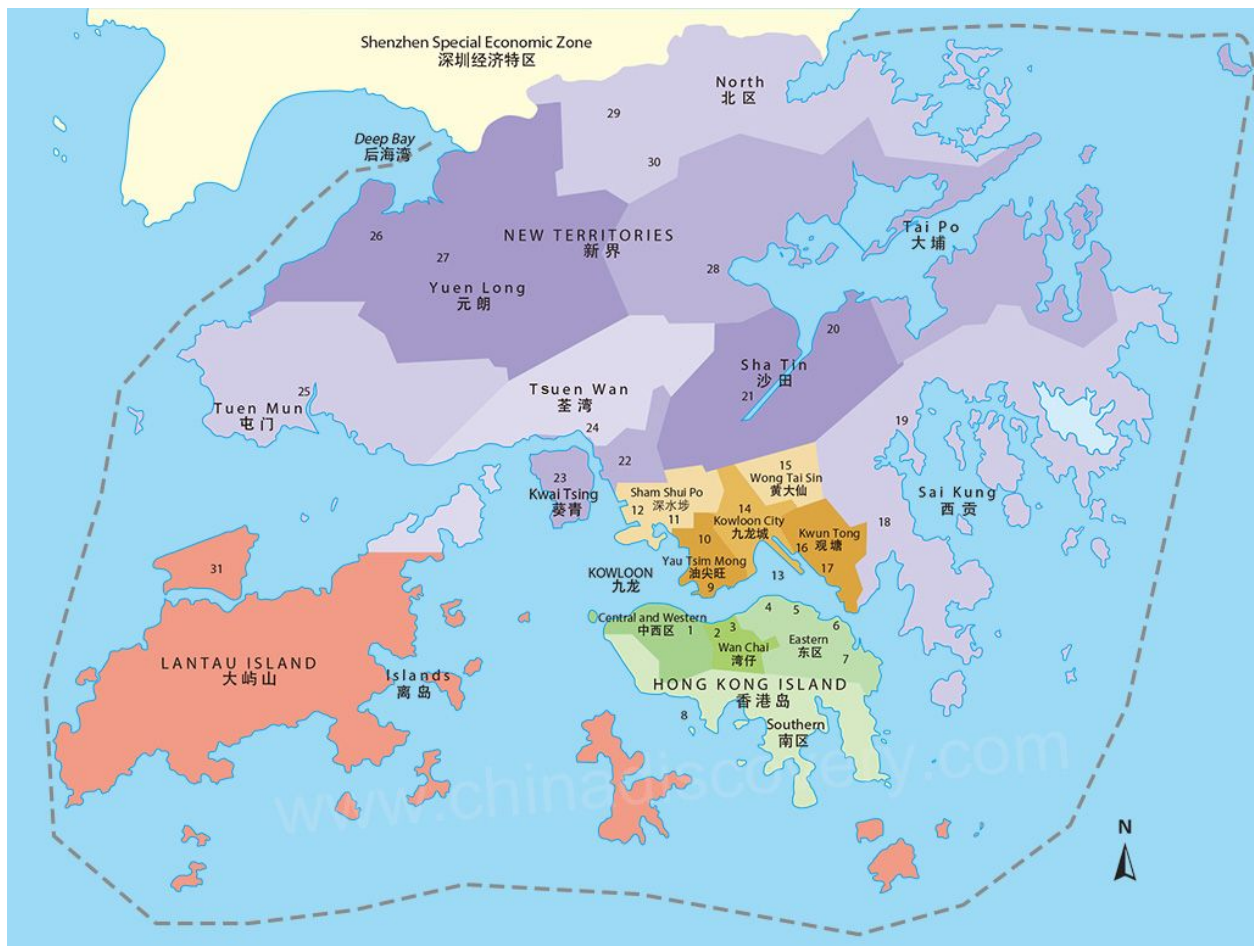 Shenzhen Special Economic Zone
深圳经济特区
North
北区
29
Deep Bay
后海湾
30
26
NEW TERRITORIES
新界
27
Tai Po
大埔
28
Yuen Long
元朗
20
Sha Tin
沙田
21
Tsuen Wan
荃湾
25
Tuen Mun
屯门
24
19
22
15
Wong Tai Sin
黄大仙
23
Kwai Tsing
葵青
Sham Shui Po
深水埗
12
11
14
Kowloon City
九龙城
Sai Kung
西贡
18
Kwun Tong
观塘
16
10
Yau Tsim Mong
油尖旺
9
17
13
31
KOWLOON
九龙
Central and Western
中西区
1
2
3
4
5
6
Wan Chai
湾仔
Eastern
东区
7
LANTAU ISLAND
大屿山
Islands
离岛
HONG KONG ISLAND
香港岛
8
Southern
南区
www.chinadiscovery.com
N